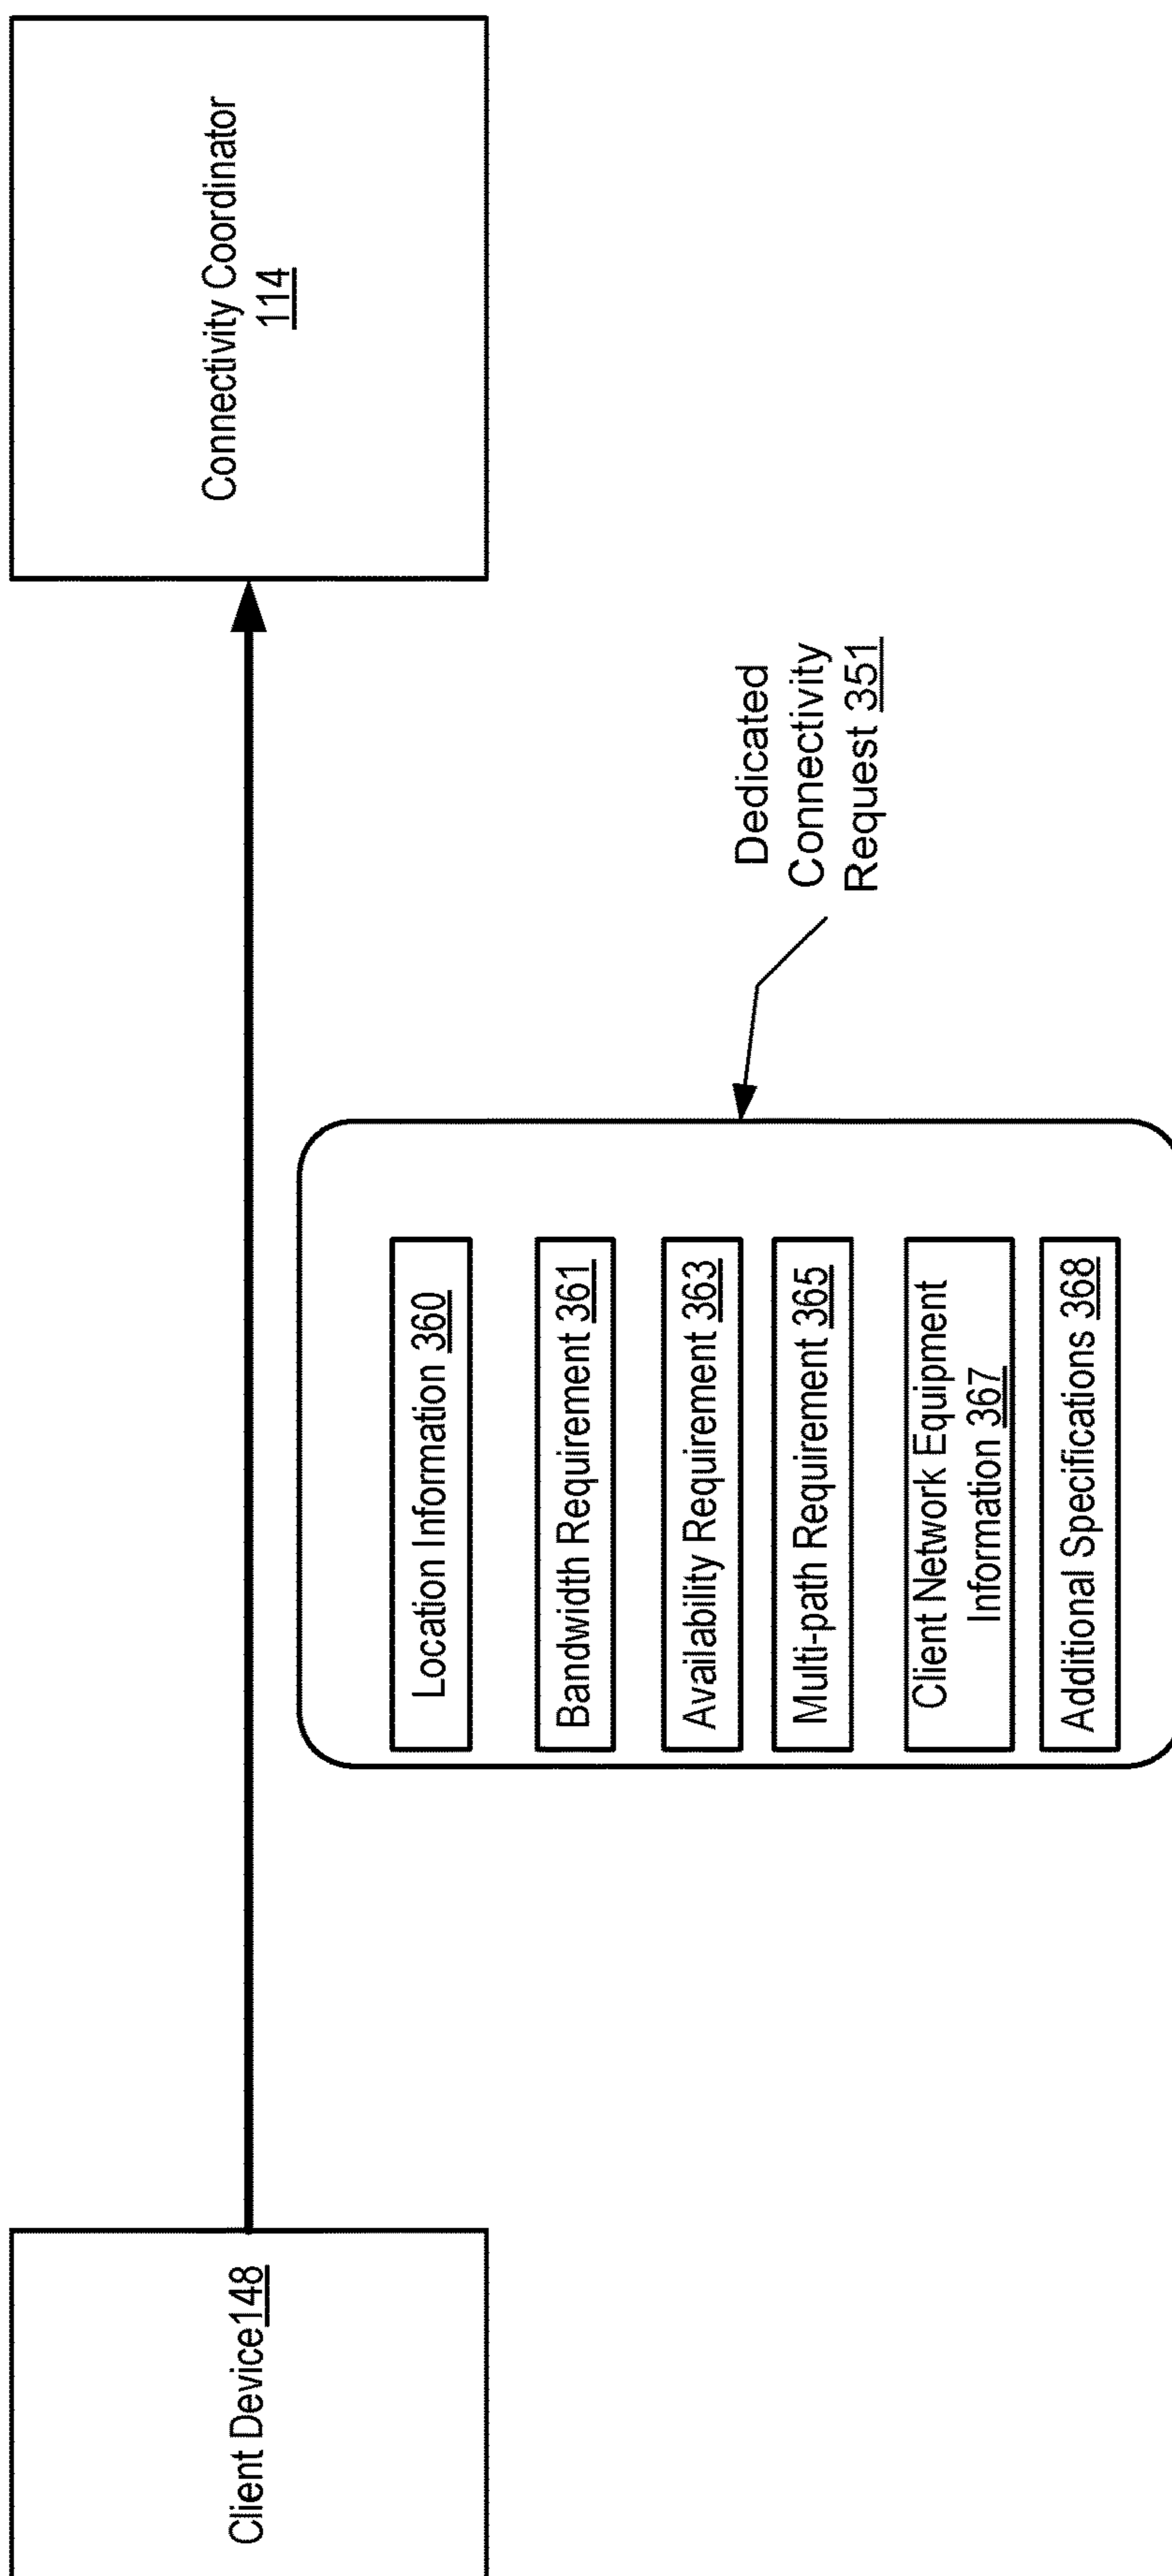 Client Device148
Connectivity Coordinator
114
Dedicated
Connectivity
Request 351
Location Information 360
Bandwidth Requirement 361
Availability Requirement 363
Multi-path Requirement 365
Client Network Equipment
Information 367
Additional Specifications 368